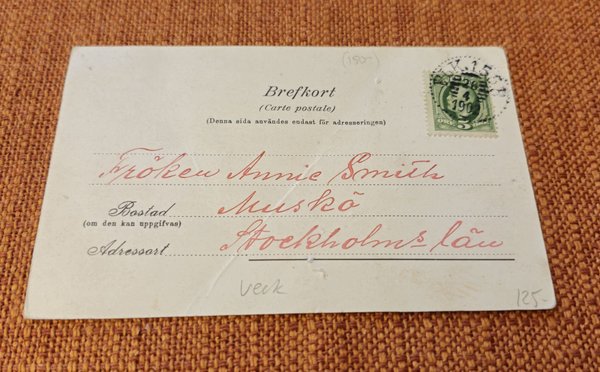 (150:-)
Brefkort
(Carte postale)
(Denna sida användes endast för adresseringen)
5
Fröken Annie Smith
Bostad
(om den kan uppgifvas)
Muskö
Adressort
Stockholms län
veck
125.-